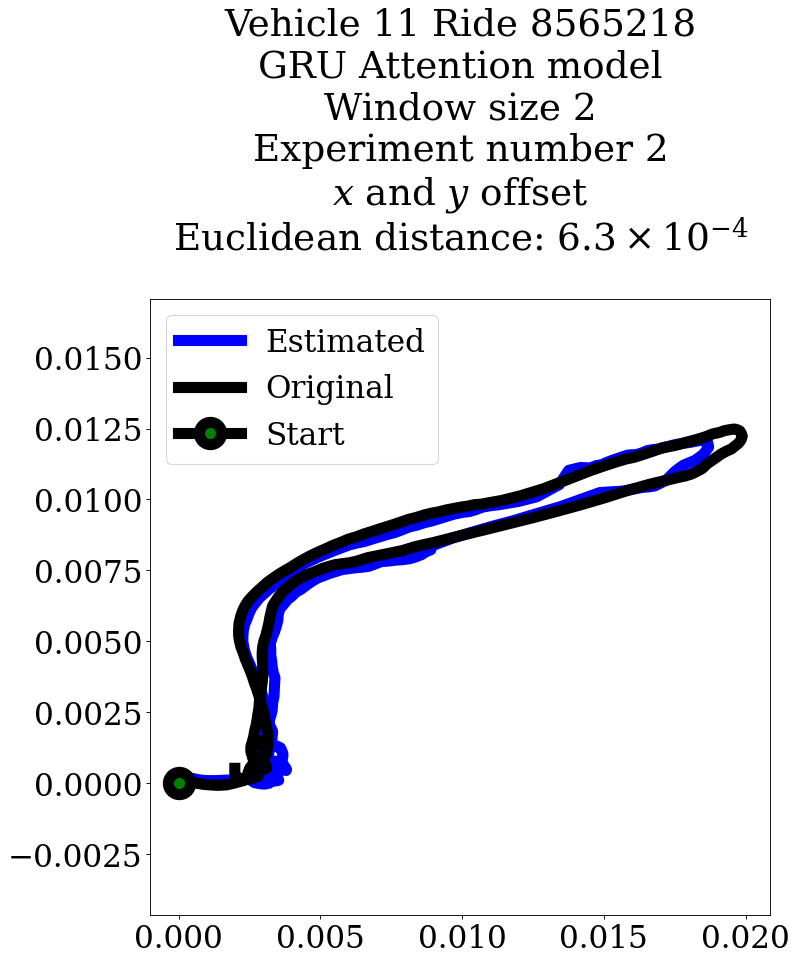 Vehicle 11 Ride 8565218
GRU Attention model
Window size 2
Experiment number 2
x and y offset
Euclidean distance: 6.3 × 10⁻⁴
Estimated
Original
Start
0.0150
0.0125
0.0100
0.0075
0.0050
0.0025
0.0000
−0.0025
0.000 0.005 0.010 0.015 0.020